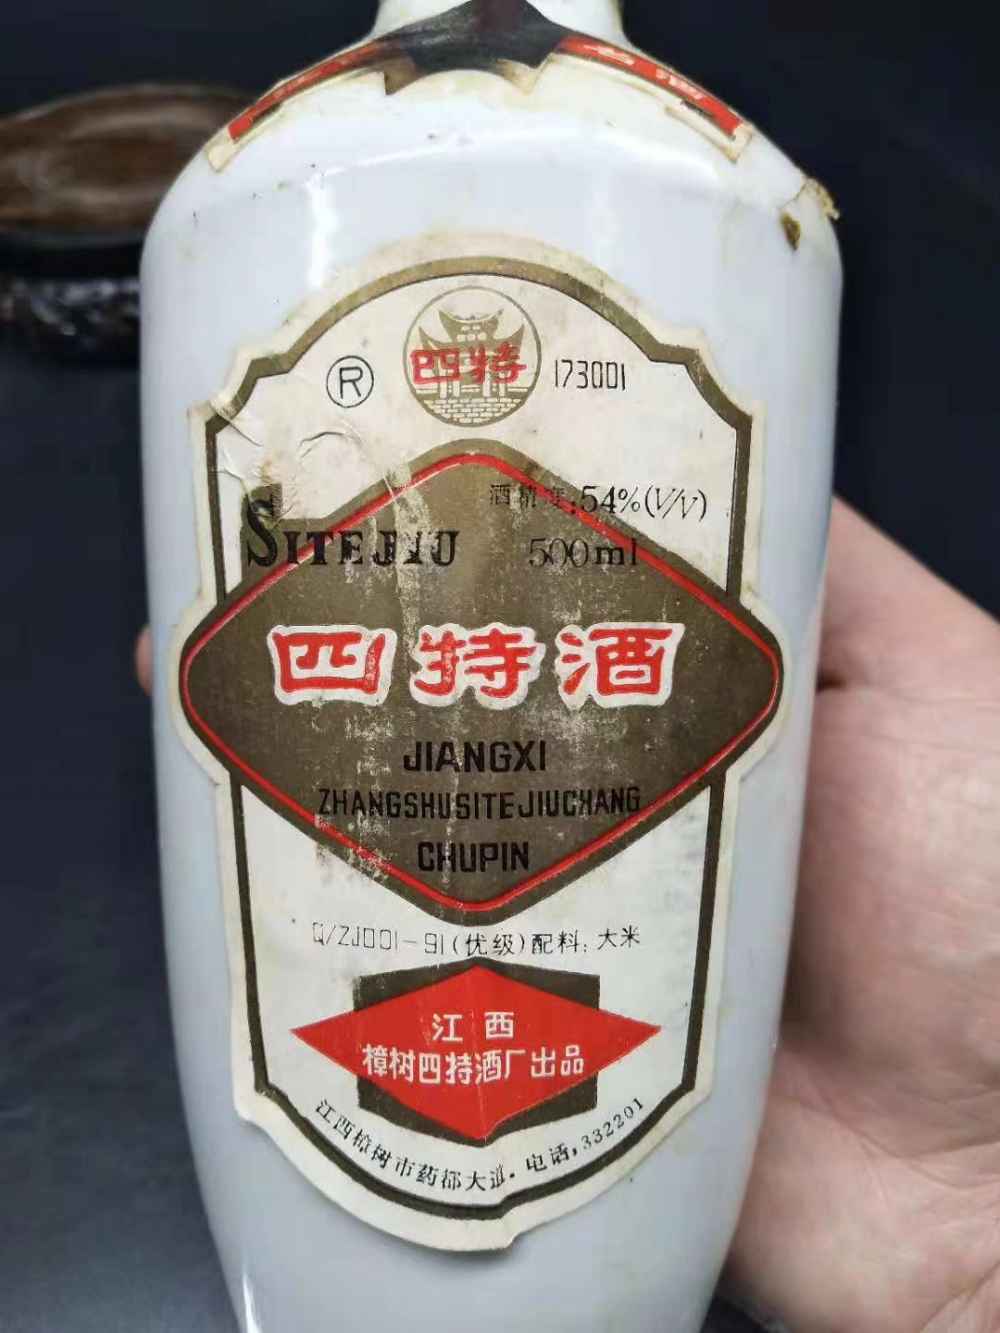 四特
R
173001
酒精度:54%(V/V)
SITEJIU
500ml
四特酒
JIANGXI
ZHANGSHUSITEJIUCHANG
CHUPIN
Q/ZJ001-91(优级)配料:大米
江西
樟树四特酒厂出品
江西樟树市药都大道.电话,332201